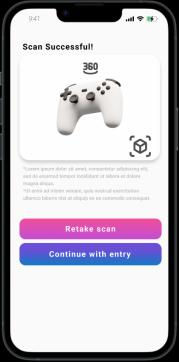 9:41
Scan Successful!
360
*Lorem ipsum dolor sit amet, consectetur adipiscing elit,
sed do eiusmod tempor incididunt ut labore et dolore
magna aliqua.
*Ut enim ad minim veniam, quis nostrud exercitation
ullamco laboris nisi ut aliquip ex ea commodo consequat.
Retake scan
Continue with entry